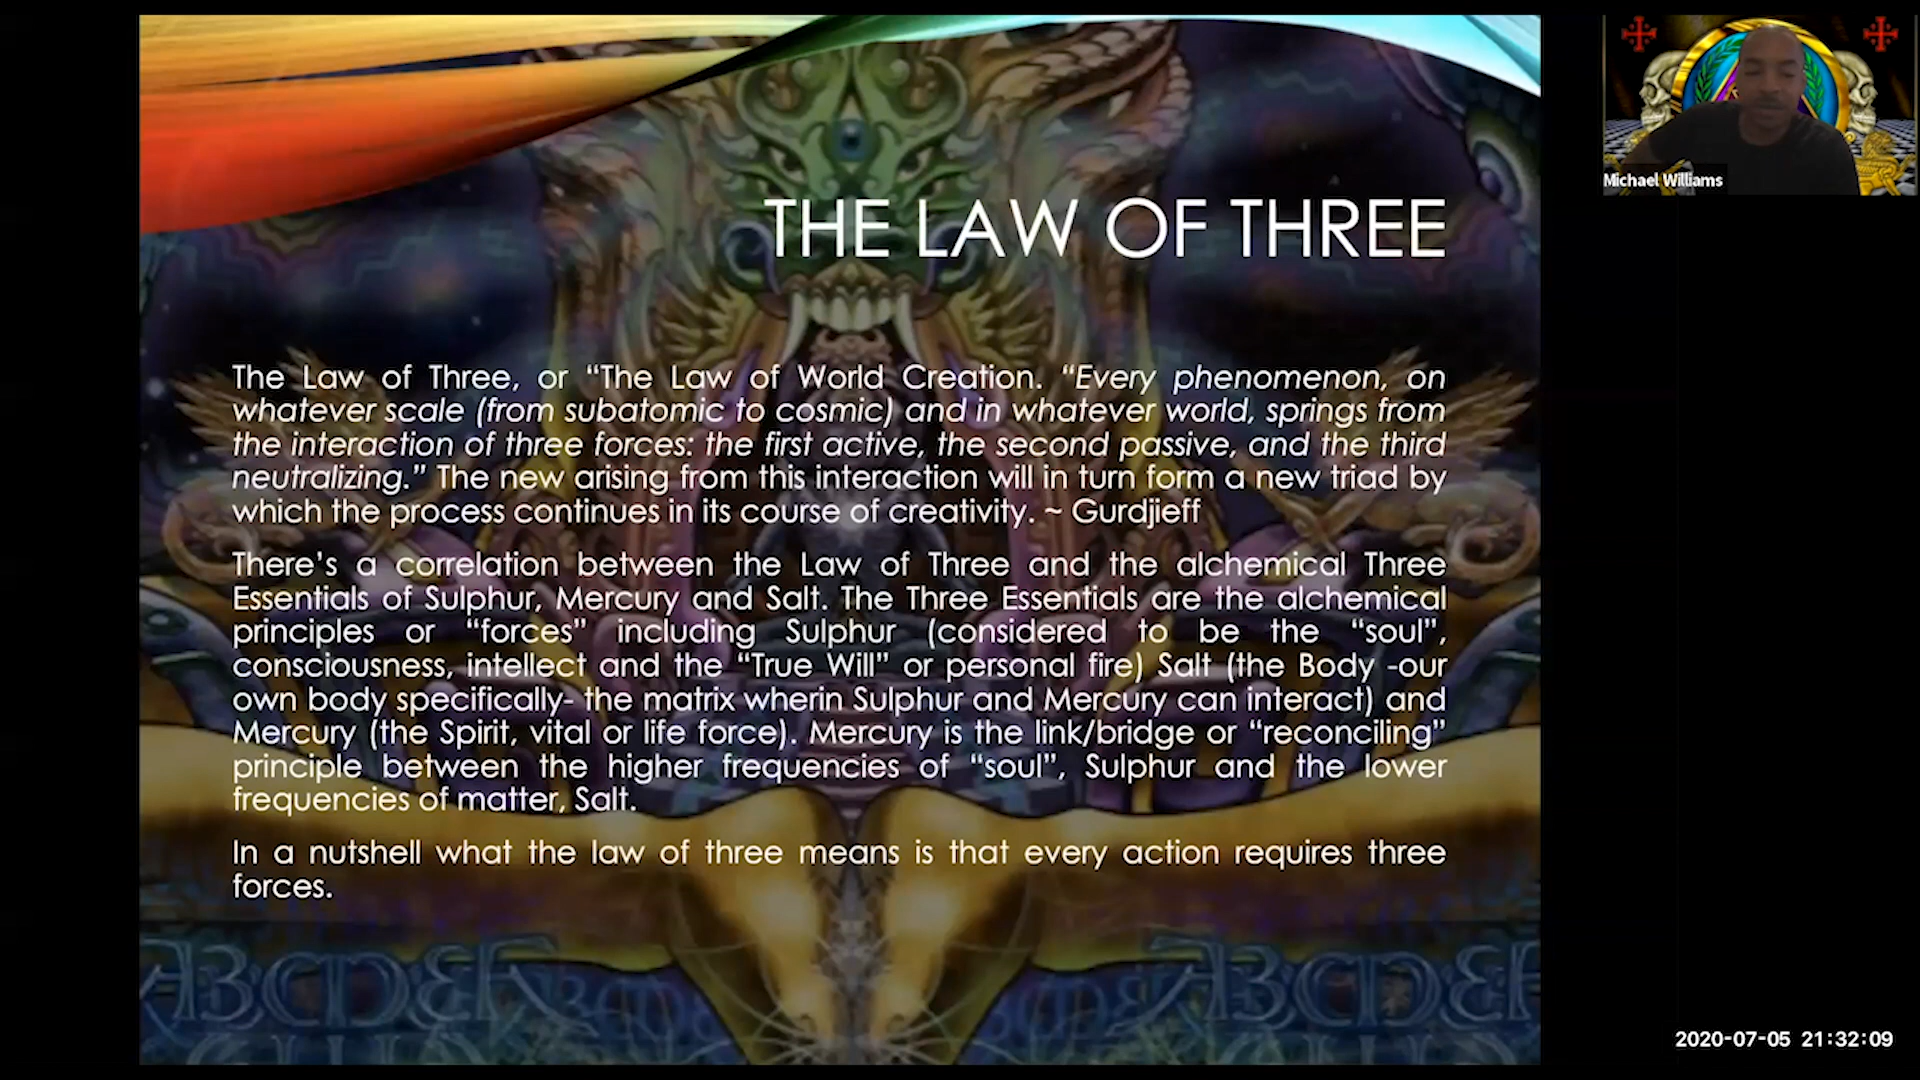 THE LAW OF THREE
The Law of Three, or “The Law of World Creation. “Every phenomenon, on
whatever scale (from subatomic to cosmic) and in whatever world, springs from
the interaction of three forces: the first active, the second passive, and the third
neutralizing.” The new arising from this interaction will in turn form a new triad by
which the process continues in its course of creativity. ~ Gurdjieff
There’s a correlation between the Law of Three and the alchemical Three
Essentials of Sulphur, Mercury and Salt. The Three Essentials are the alchemical
principles or “forces” including Sulphur (considered to be the “soul”,
consciousness, intellect and the “True Will” or personal fire) Salt (the Body -our
own body specifically- the matrix wherin Sulphur and Mercury can interact) and
Mercury (the Spirit, vital or life force). Mercury is the link/bridge or “reconciling”
principle between the higher frequencies of “soul”, Sulphur and the lower
frequencies of matter, Salt.
In a nutshell what the law of three means is that every action requires three
forces.
Michael Williams
2020-07-05 21:32:09